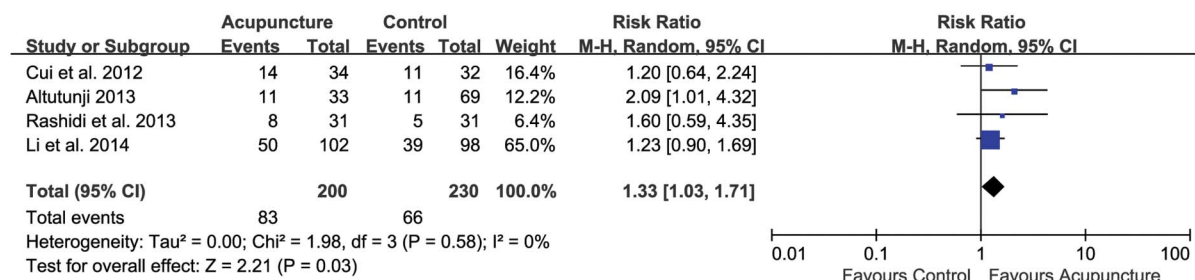 Acupuncture Control Risk Ratio Risk Ratio
Study or Subgroup Events Total Events Total Weight M-H, Random, 95% CI M-H, Random, 95% CI
Cui et al. 2012 14 34 11 32 16.4% 1.20 [0.64, 2.24]
Altutunji 2013 11 33 11 69 12.2% 2.09 [1.01, 4.32]
Rashidi et al. 2013 8 31 5 31 6.4% 1.60 [0.59, 4.35]
Li et al. 2014 50 102 39 98 65.0% 1.23 [0.90, 1.69]
Total (95% CI) 200 230 100.0% 1.33 [1.03, 1.71]
Total events 83 66
Heterogeneity: Tau² = 0.00; Chi² = 1.98, df = 3 (P = 0.58); I² = 0%
Test for overall effect: Z = 2.21 (P = 0.03)
0.01 0.1 1 10 100
Favours Control Favours Acupuncture